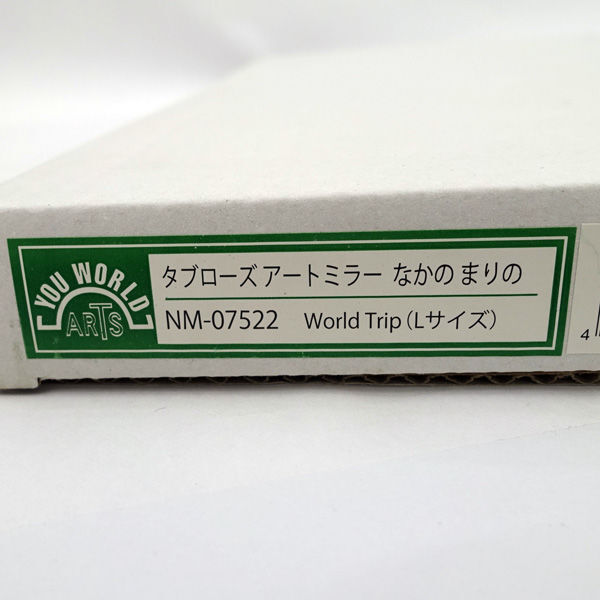 YOU WORLD
ARTS
タブローズ アートミラー なかの まりの
NM-07522 World Trip (Lサイズ)
4